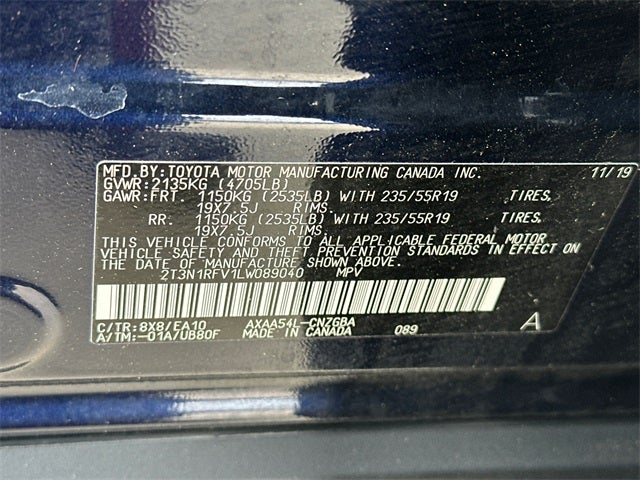 MFD.BY:TOYOTA MOTOR MANUFACTURING CANADA INC. 11/19
GVWR:2135KG (4705LB)
GAWR:FRT. 1150KG (2535LB) WITH 235/55R19 TIRES,
19X7.5J RIMS,
RR. 1150KG (2535LB) WITH 235/55R19 TIRES,
19X7.5J RIMS,
THIS VEHICLE CONFORMS TO ALL APPLICABLE FEDERAL MOTOR
VEHICLE SAFETY AND THEFT PREVENTION STANDARDS IN EFFECT ON
THE DATE OF MANUFACTURE SHOWN ABOVE.
2T3N1RFV1LW089040 MPV
C/TR:8X8/EA10 AXAA54L-CNZGBA
A/TM:-01A/UB80F MADE IN CANADA 089 A